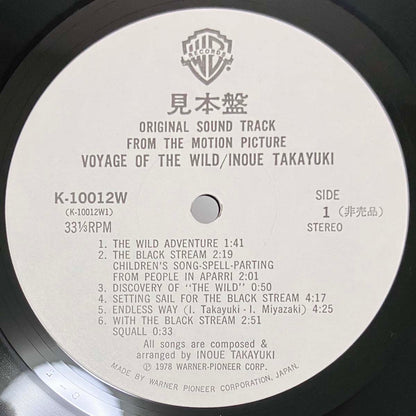 WB
RECORDS
見本盤
ORIGINAL SOUND TRACK
FROM THE MOTION PICTURE
VOYAGE OF THE WILD/INOUE TAKAYUKI
K-10012W
(K-10012W1)
33⅓RPM
SIDE
1 (非売品)
STEREO
1. THE WILD ADVENTURE 1:41
2. THE BLACK STREAM 2:19
CHILDREN'S SONG-SPELL-PARTING
FROM PEOPLE IN APARRI 2:01
3. DISCOVERY OF "THE WILD" 0:50
4. SETTING SAIL FOR THE BLACK STREAM 4:17
5. ENDLESS WAY (I. Takayuki·I. Miyazaki) 4:25
6. WITH THE BLACK STREAM 2:51
SQUALL 0:33
All songs are composed &
arranged by INOUE TAKAYUKI
Ⓟ 1978 WARNER-PIONEER CORP.
MADE BY WARNER PIONEER CORPORATION, JAPAN.